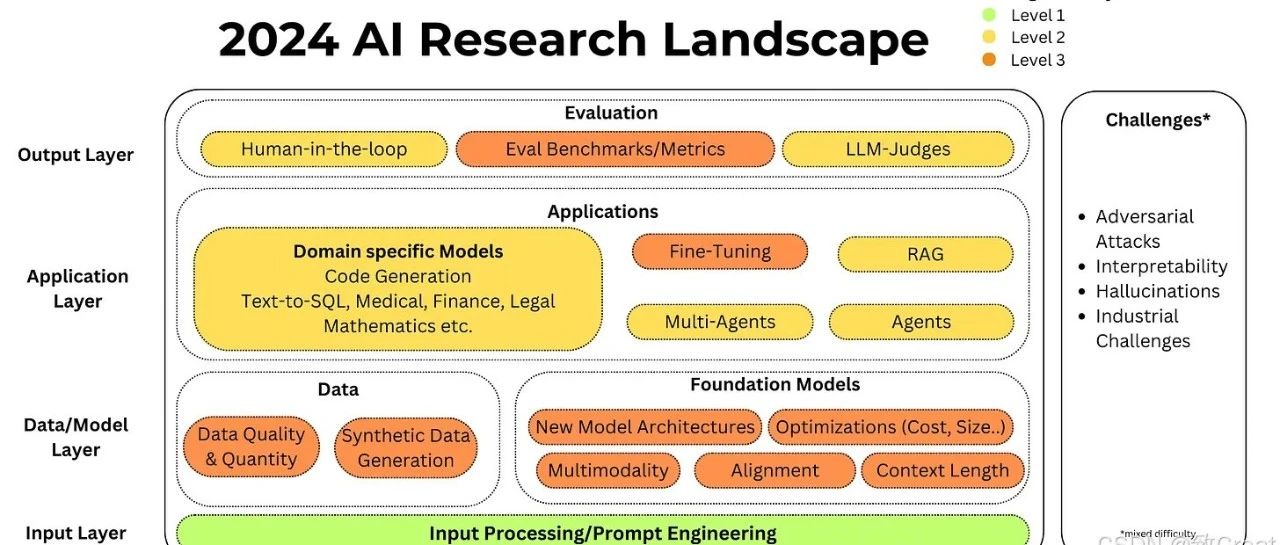 2024 AI Research Landscape
Level 1
Level 2
Level 3
Output Layer
Evaluation
Human-in-the-loop
Eval Benchmarks/Metrics
LLM-Judges
Application
Layer
Applications
Domain specific Models
Code Generation
Text-to-SQL, Medical, Finance, Legal
Mathematics etc.
Fine-Tuning
RAG
Multi-Agents
Agents
Data/Model
Layer
Data
Data Quality
& Quantity
Synthetic Data
Generation
Foundation Models
New Model Architectures
Optimizations (Cost, Size..)
Multimodality
Alignment
Context Length
Input Layer
Input Processing/Prompt Engineering
Challenges*
Adversarial
Attacks
Interpretability
Hallucinations
Industrial
Challenges
*mixed difficulty